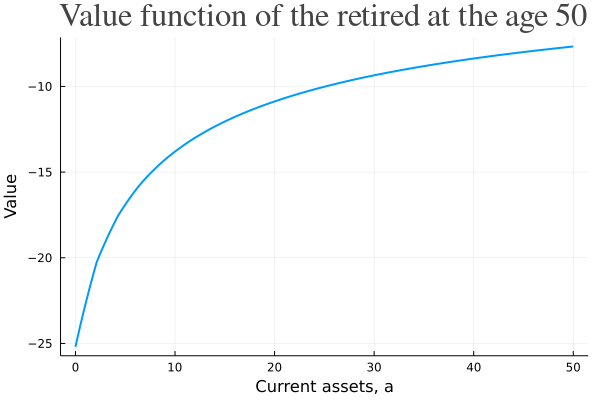 Value function of the retired at the age 50
Value
−10
−15
−20
−25
0 10 20 30 40 50
Current assets, a